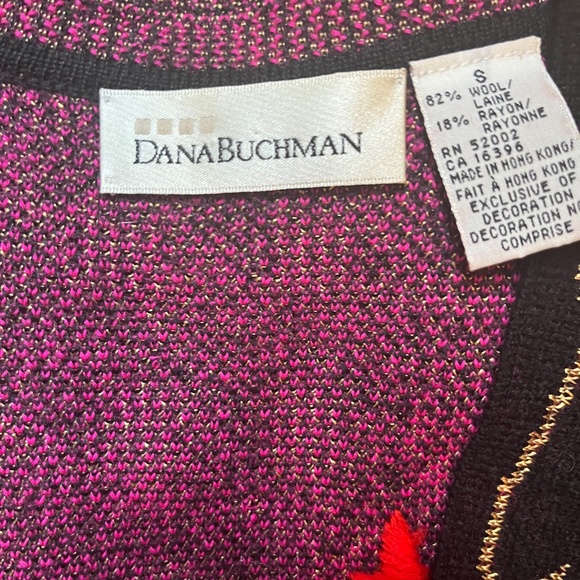 DANABUCHMAN
S
82% WOOL/
LAINE
18% RAYON/
RAYONNE
RN 52002
CA 16396
MADE IN HONG KONG/
FAIT À HONG KONG
EXCLUSIVE OF
DECORATION
DECORATION NO
COMPRISE